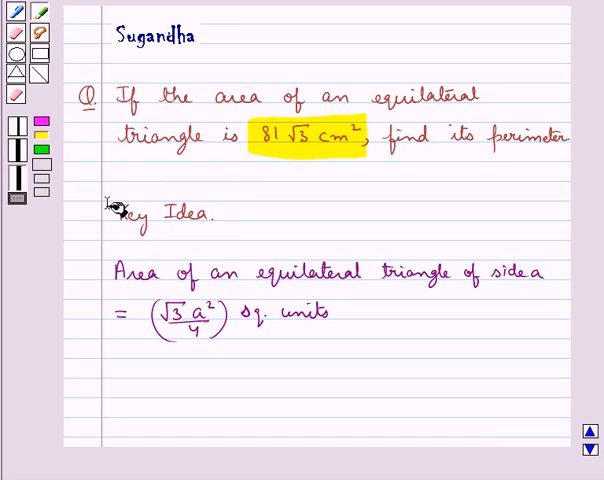 Sugandha
Q. If the area of an equilateral
triangle is 81√3 cm², find its perimeter
Key Idea.
Area of an equilateral triangle of side a
= (√3 a²/4) sq. units